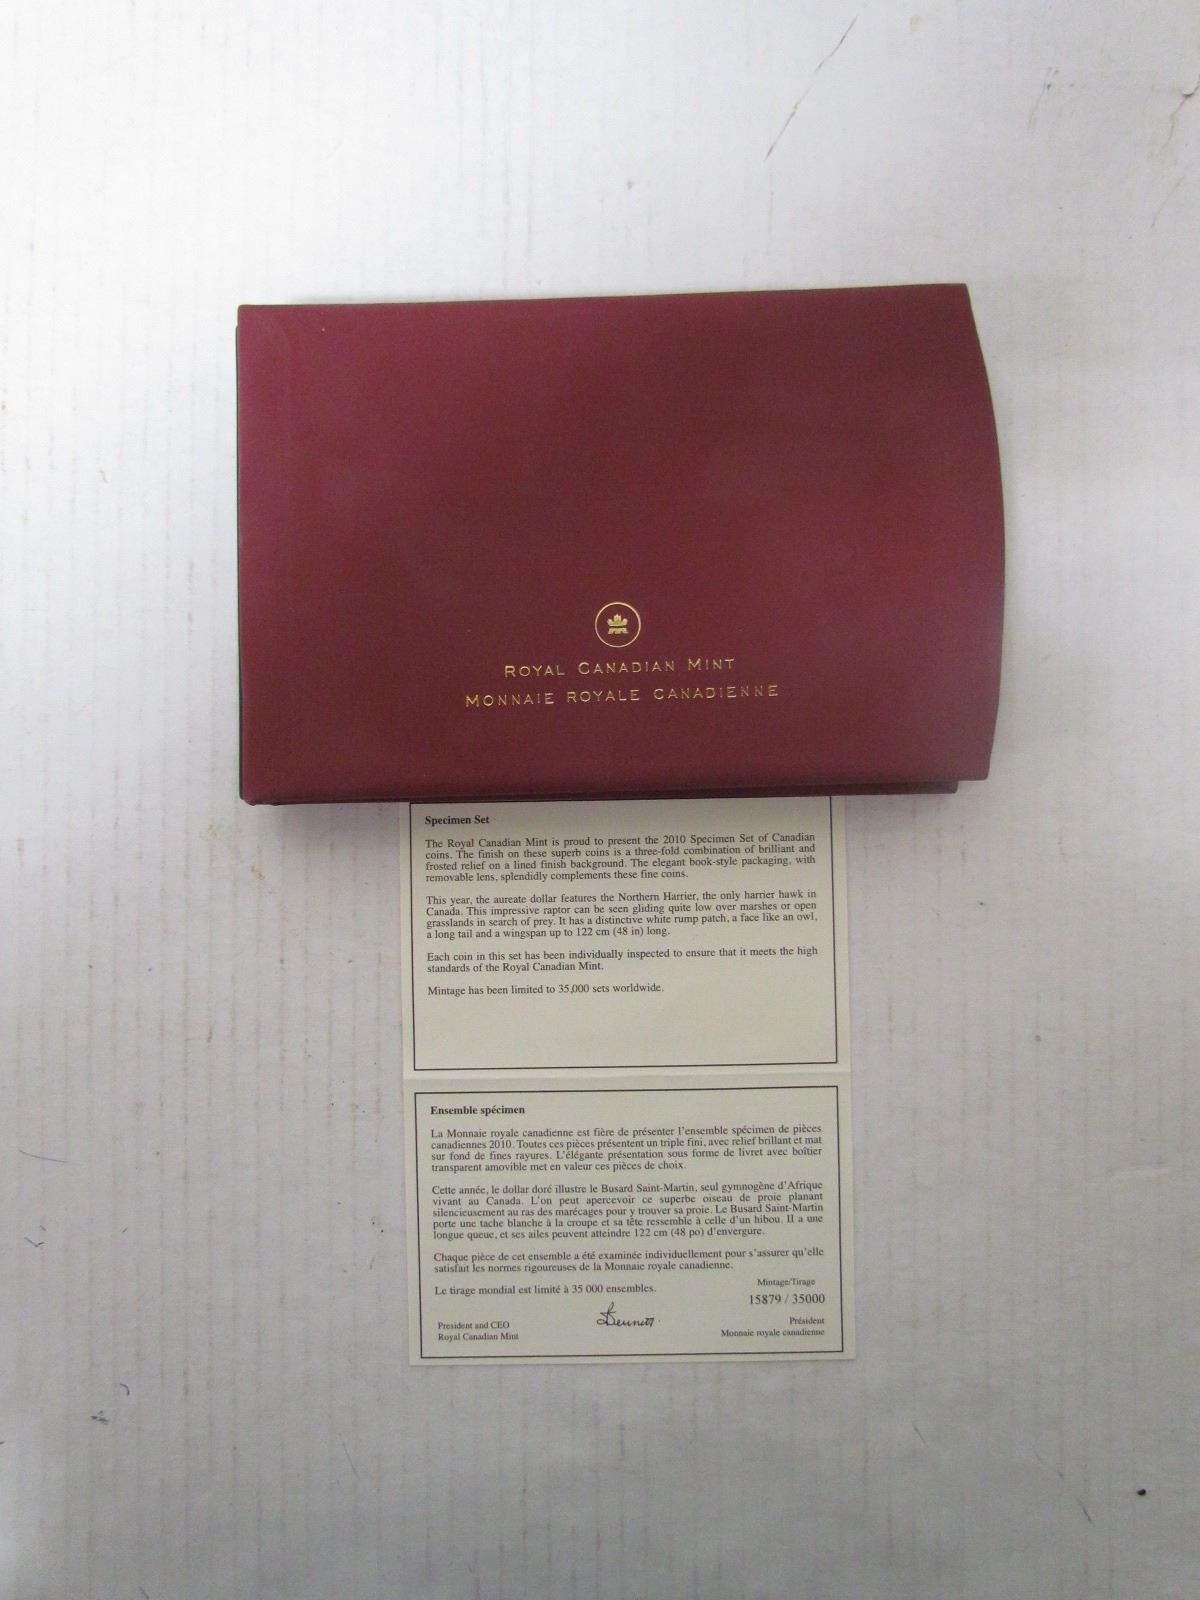 ROYAL CANADIAN MINT
MONNAIE ROYALE CANADIENNE
Specimen Set
The Royal Canadian Mint is proud to present the 2010 Specimen Set of Canadian
coins. The finish on these superb coins is a three-fold combination of brilliant and
frosted relief on a lined finish background. The elegant book-style packaging, with
removable lens, splendidly complements these fine coins.
This year, the aureate dollar features the Northern Harrier, the only harrier hawk in
Canada. This impressive raptor can be seen gliding quite low over marshes or open
grasslands in search of prey. It has a distinctive white rump patch, a face like an owl,
a long tail and a wingspan up to 122 cm (48 in) long.
Each coin in this set has been individually inspected to ensure that it meets the high
standards of the Royal Canadian Mint.
Mintage has been limited to 35,000 sets worldwide.
Ensemble spécimen
La Monnaie royale canadienne est fière de présenter l'ensemble spécimen de pièces
canadiennes 2010. Toutes ces pièces présentent un triple fini, avec relief brillant et mat
sur fond de fines rayures. L'élégante présentation sous forme de livret avec boîtier
transparent amovible met en valeur ces pièces de choix.
Cette année, le dollar doré illustre le Busard Saint-Martin, seul gymnogène d'Afrique
vivant au Canada. L'on peut apercevoir ce superbe oiseau de proie planant
silencieusement au ras des marécages pour y trouver sa proie. Le Busard Saint-Martin
porte une tache blanche à la croupe et sa tête ressemble à celle d'un hibou. Il a une
longue queue, et ses ailes peuvent atteindre 122 cm (48 po) d'envergure.
Chaque pièce de cet ensemble a été examinée individuellement pour s'assurer qu'elle
satisfait les normes rigoureuses de la Monnaie royale canadienne.
Le tirage mondial est limité à 35 000 ensembles.
Mintage/Tirage
15879 / 35000
President and CEO
Royal Canadian Mint
Bennett
Président
Monnaie royale canadienne